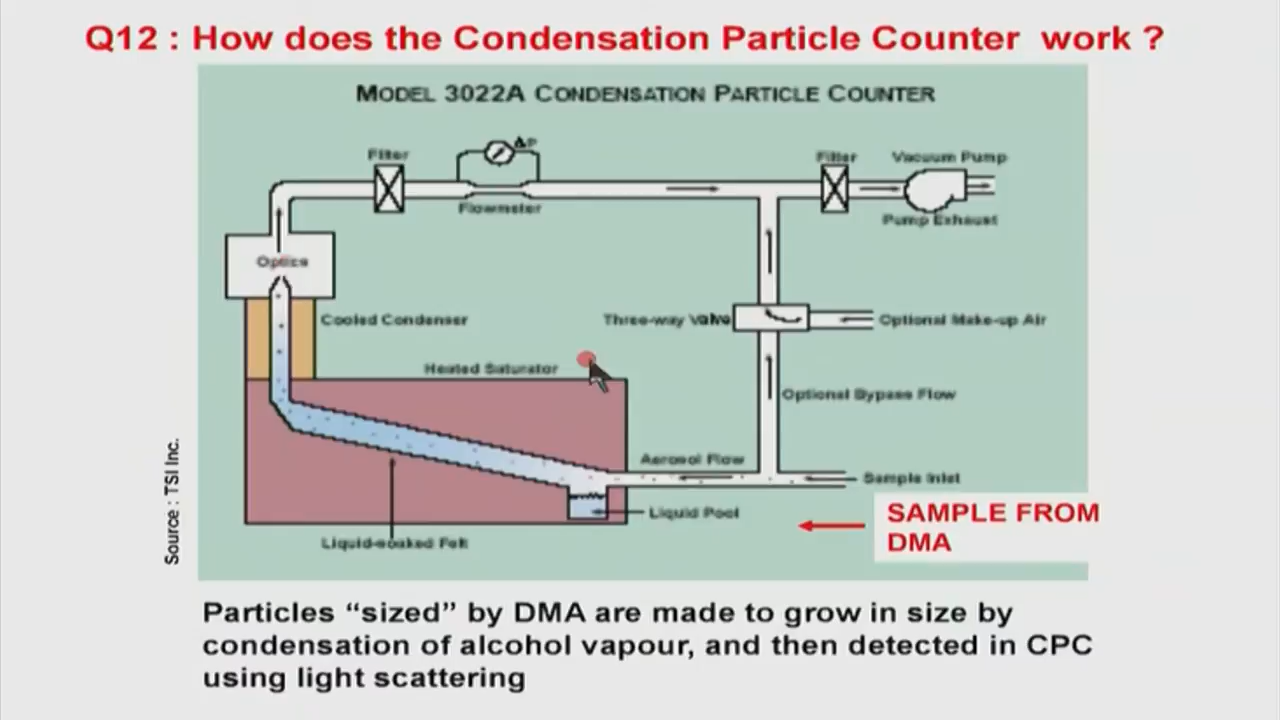 Q12 : How does the Condensation Particle Counter work ?
MODEL 3022A CONDENSATION PARTICLE COUNTER
Filter
ΔP
Flowmeter
Filter
Vacuum Pump
Pump Exhaust
Optics
Cooled Condenser
Three-way Valve
Optional Make-up Air
Heated Saturator
Optional Bypass Flow
Aerosol Flow
Sample Inlet
Liquid Pool
SAMPLE FROM
DMA
Liquid-soaked Felt
Source : TSI Inc.
Particles “sized” by DMA are made to grow in size by
condensation of alcohol vapour, and then detected in CPC
using light scattering